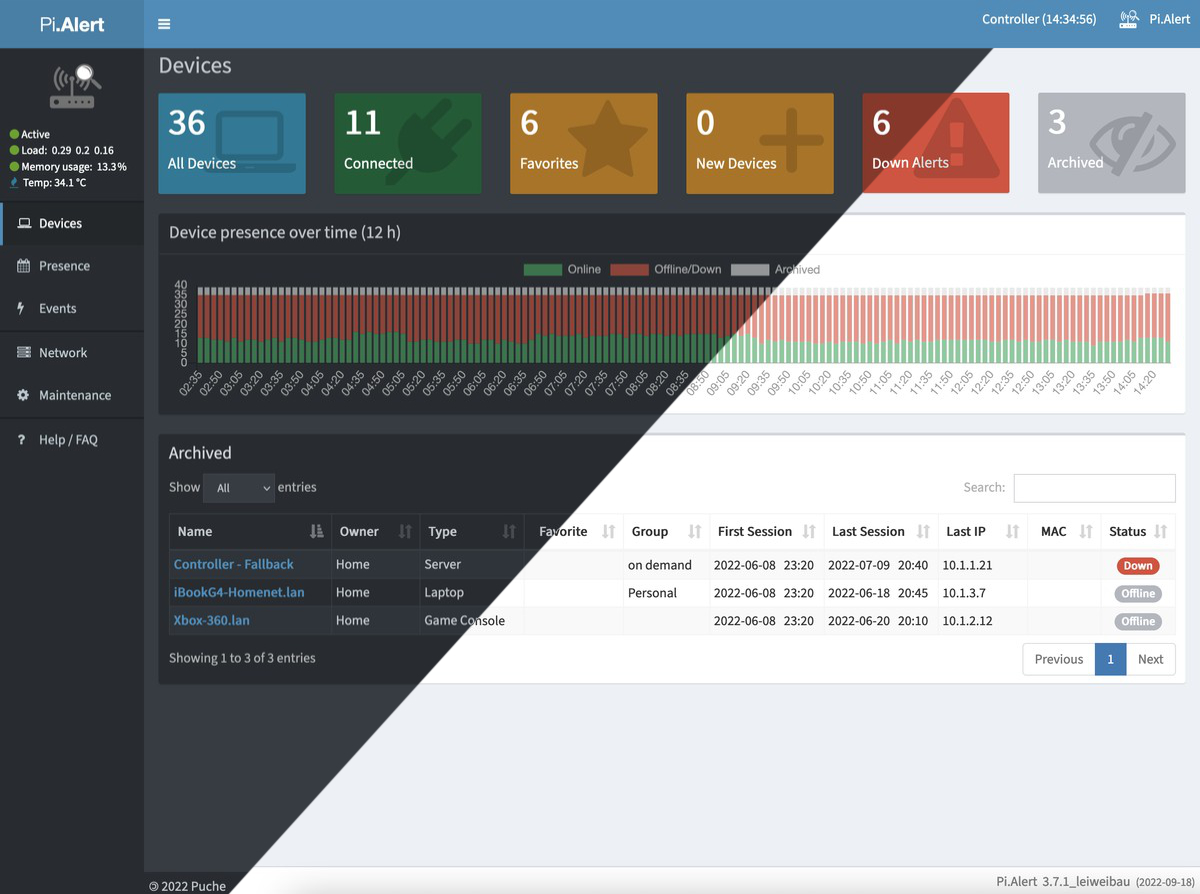 Pi.Alert
Controller (14:34:56) Pi.Alert
Active
Load: 0.29 0.2 0.16
Memory usage: 13.3%
Temp: 34.1 °C
Devices
Presence
Events
Network
Maintenance
? Help / FAQ
Devices
36
All Devices
11
Connected
6
Favorites
0
New Devices
6
Down Alerts
3
Archived
Device presence over time (12 h)
Online Offline/Down Archived
40
35
30
25
20
15
10
5
0
02:35 02:50 03:05 03:20 03:35 03:50 04:05 04:20 04:35 04:50 05:05 05:20 05:35 05:50 06:05 06:20 06:35 06:50 07:05 07:20 07:35 07:50 08:05 08:20 08:35 08:50 09:05 09:20 09:35 09:50 10:05 10:20 10:35 10:50 11:05 11:20 11:35 11:50 12:05 12:20 12:35 12:50 13:05 13:20 13:35 13:50 14:05 14:20
Archived
Show All entries
Search:
Name Owner Type Favorite Group First Session Last Session Last IP MAC Status
Controller - Fallback Home Server on demand 2022-06-08 23:20 2022-07-09 20:40 10.1.1.21 Down
iBookG4-Homenet.lan Home Laptop Personal 2022-06-08 23:20 2022-06-18 20:45 10.1.3.7 Offline
Xbox-360.lan Home Game Console 2022-06-08 23:20 2022-06-20 20:10 10.1.2.12 Offline
Showing 1 to 3 of 3 entries
Previous 1 Next
© 2022 Puche
Pi.Alert 3.7.1_leiweibau (2022-09-18)